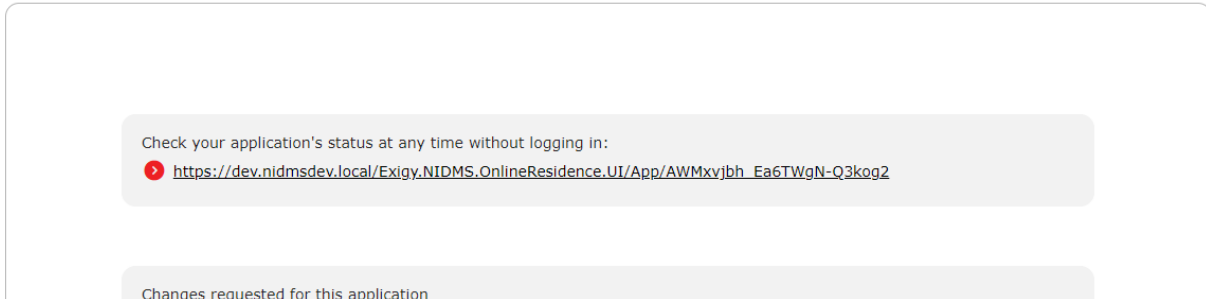 Check your application's status at any time without logging in:
https://dev.nidmsdev.local/Exigy.NIDMS.OnlineResidence.UI/App/AWMxvjbh_Ea6TWgN-Q3kog2
Changes requested for this application